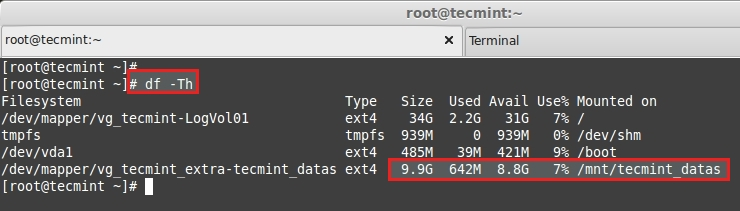 root@tecmint:~
root@tecmint:~ × Terminal
[root@tecmint ~]#
[root@tecmint ~]# df -Th
Filesystem Type Size Used Avail Use% Mounted on
/dev/mapper/vg_tecmint-LogVol01 ext4 34G 2.2G 31G 7% /
tmpfs tmpfs 939M 0 939M 0% /dev/shm
/dev/vda1 ext4 485M 39M 421M 9% /boot
/dev/mapper/vg_tecmint_extra-tecmint_datas ext4 9.9G 642M 8.8G 7% /mnt/tecmint_datas
[root@tecmint ~]#